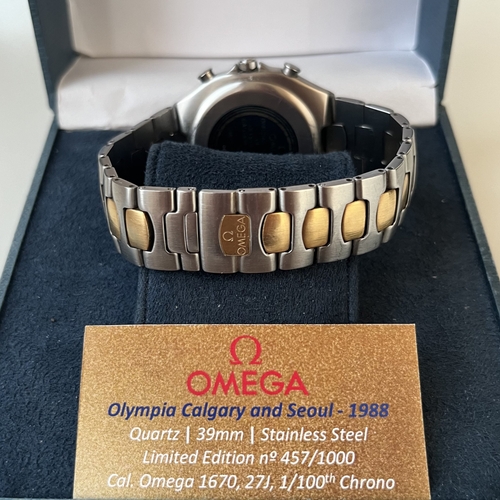 Ω
OMEGA
Ω
OMEGA
Ω
OMEGA
Olympia Calgary and Seoul - 1988
Quartz | 39mm | Stainless Steel
Limited Edition nº 457/1000
Cal. Omega 1670, 27J, 1/100th Chrono